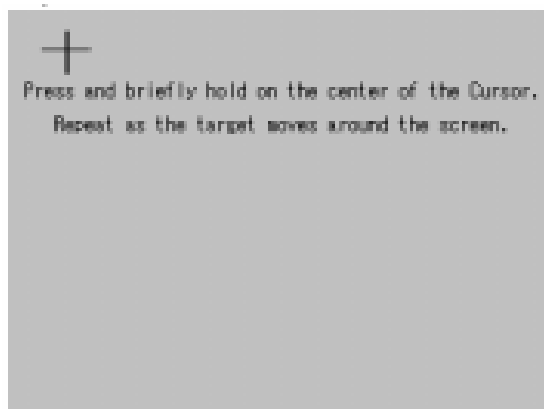 Press and briefly hold on the center of the Cursor.
Repeat as the target moves around the screen.